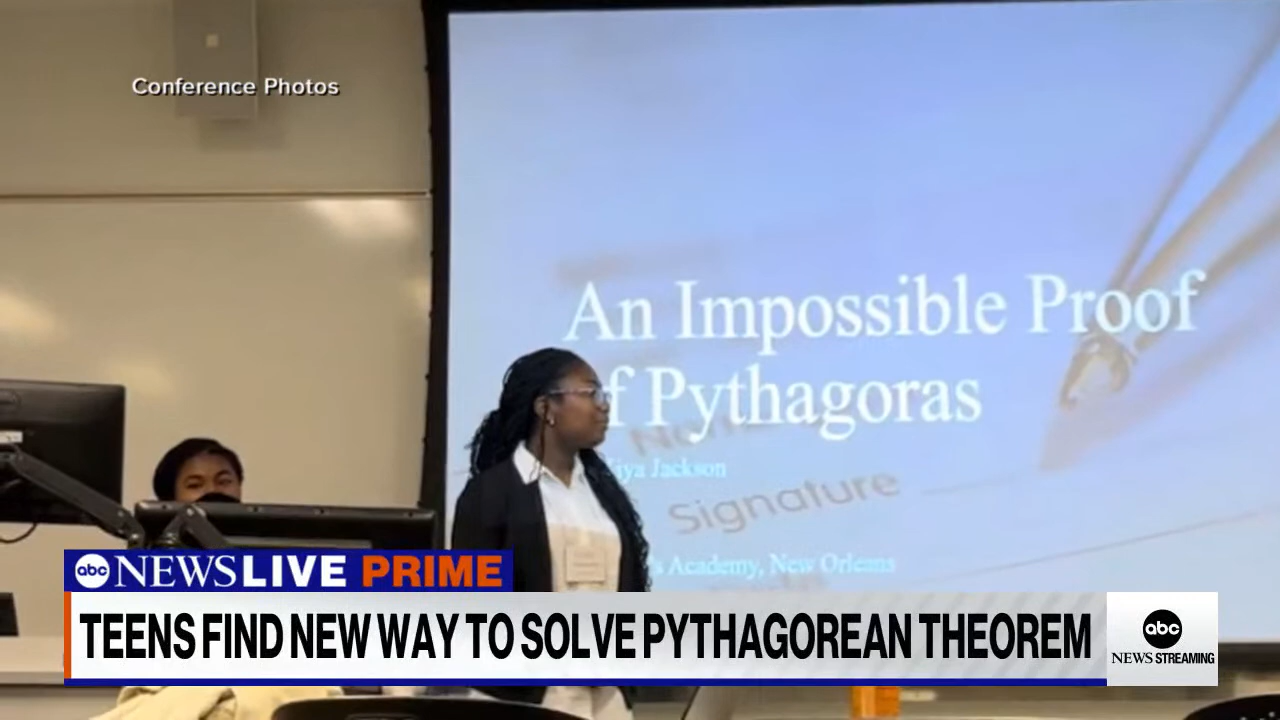 Conference Photos
An Impossible Proof
f Pythagoras
Jackson
Signature
Academy, New Orleans
abc NEWS LIVE PRIME
TEENS FIND NEW WAY TO SOLVE PYTHAGOREAN THEOREM
abc
NEWS STREAMING